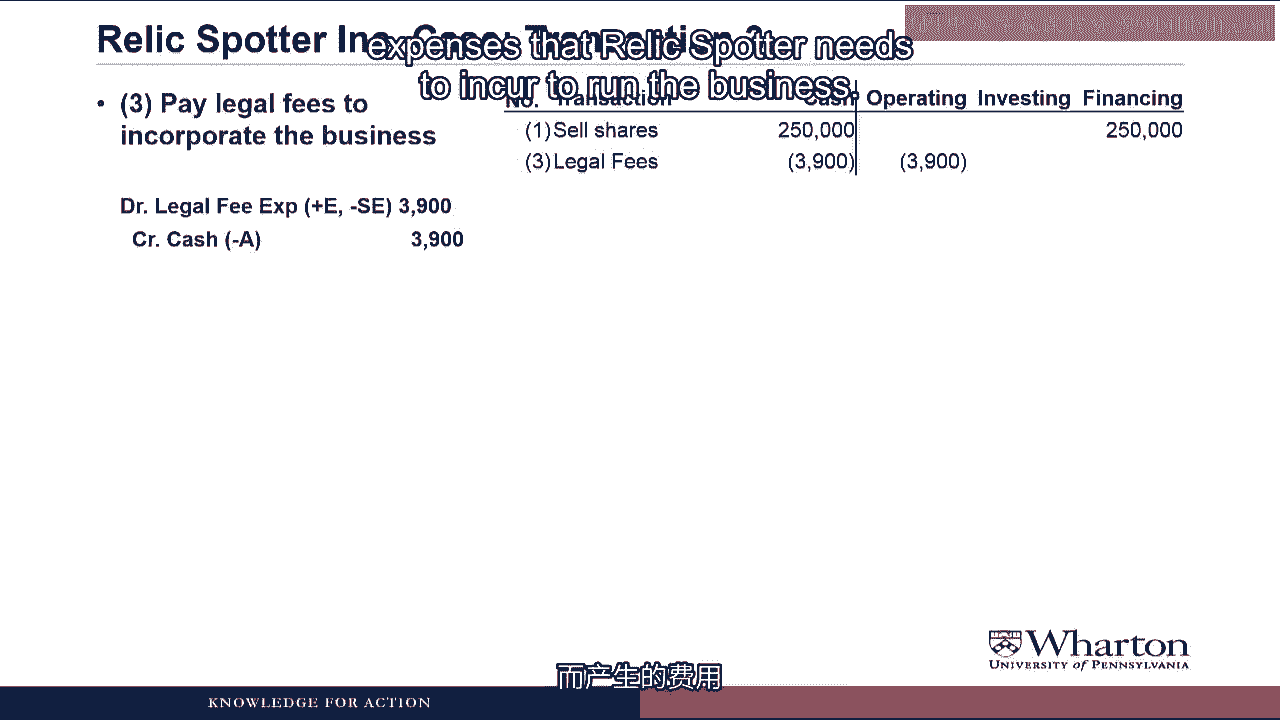 Relic Spotter Inc. Case: Transaction 3
expenses that Relic Spotter needs
to incur to run the business.
• (3) Pay legal fees to
incorporate the business
No. Transaction Cash Operating Investing Financing
(1) Sell shares 250,000 250,000
(3) Legal Fees (3,900) (3,900)
Dr. Legal Fee Exp (+E, -SE) 3,900
Cr. Cash (-A) 3,900
Wharton
UNIVERSITY of PENNSYLVANIA
而产生的费用
KNOWLEDGE FOR ACTION